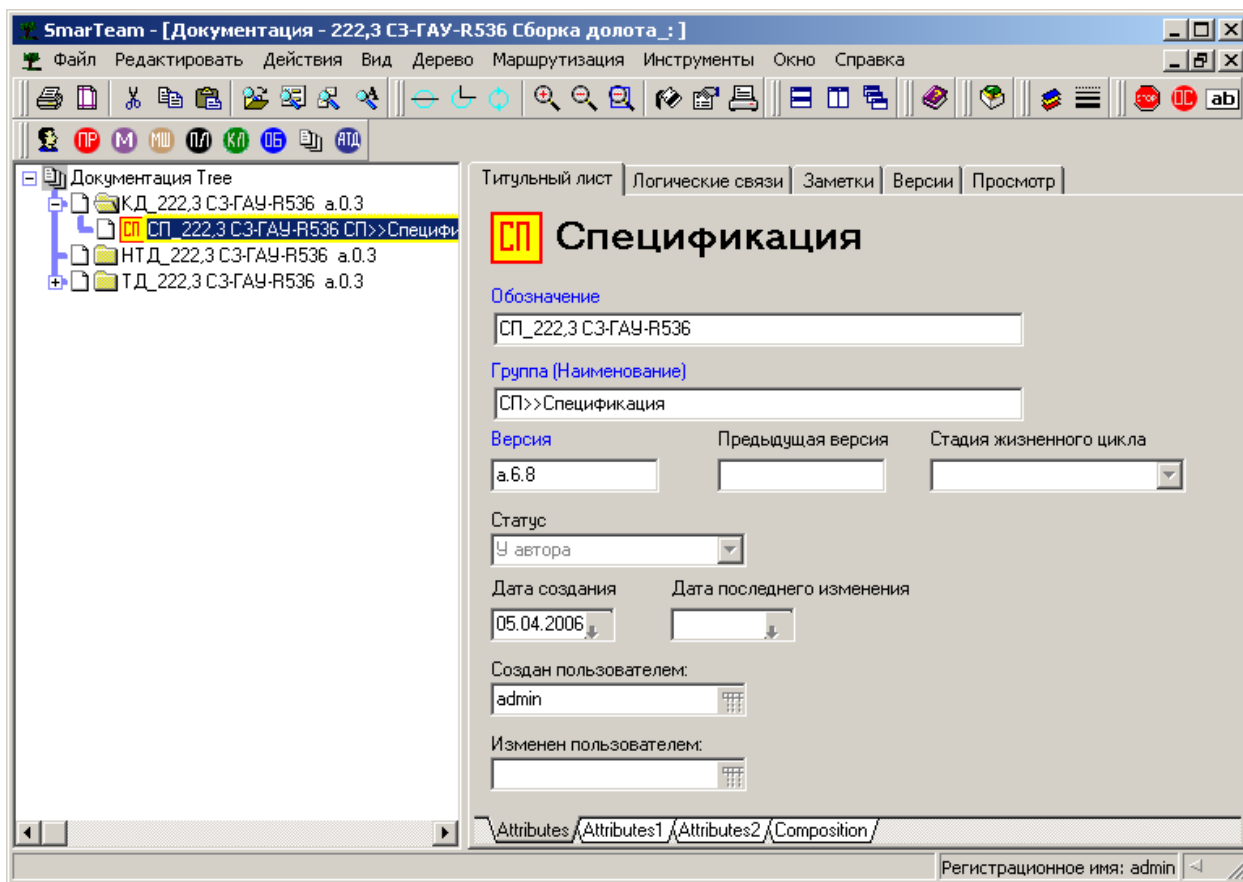 SmarTeam - [Документация - 222,3 СЗ-ГАУ-R536 Сборка долота_: ]
Файл Редактировать Действия Вид Дерево Маршрутизация Инструменты Окно Справка
STOP ОС ab
ПР М МШ ПЛ КЛ ОБ АТД
Документация Tree
КД_222,3 СЗ-ГАУ-R536 a.0.3
СП СП_222,3 СЗ-ГАУ-R536 СП>>Специфи
НТД_222,3 СЗ-ГАУ-R536 a.0.3
ТД_222,3 СЗ-ГАУ-R536 a.0.3
Титульный лист Логические связи Заметки Версии Просмотр
СП Спецификация
Обозначение
СП_222,3 СЗ-ГАУ-R536
Группа (Наименование)
СП>>Спецификация
Версия Предыдущая версия Стадия жизненного цикла
a.6.8
Статус
У автора
Дата создания Дата последнего изменения
05.04.2006
Создан пользователем:
admin
Изменен пользователем:
Attributes Attributes1 Attributes2 Composition
Регистрационное имя: admin